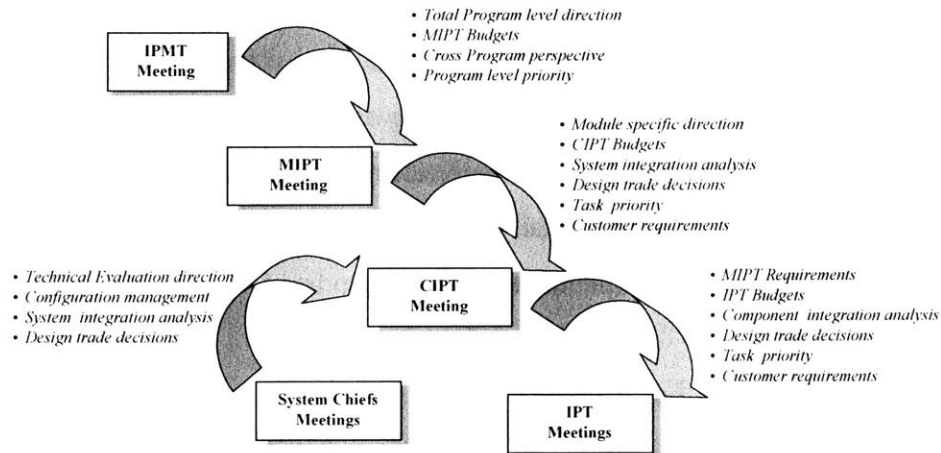 • Total Program level direction
• MIPT Budgets
• Cross Program perspective
• Program level priority
IPMT
Meeting
• Module specific direction
• CIPT Budgets
• System integration analysis
• Design trade decisions
• Task priority
• Customer requirements
MIPT
Meeting
• Technical Evaluation direction
• Configuration management
• System integration analysis
• Design trade decisions
CIPT
Meeting
• MIPT Requirements
• IPT Budgets
• Component integration analysis
• Design trade decisions
• Task priority
• Customer requirements
System Chiefs
Meetings
IPT
Meetings